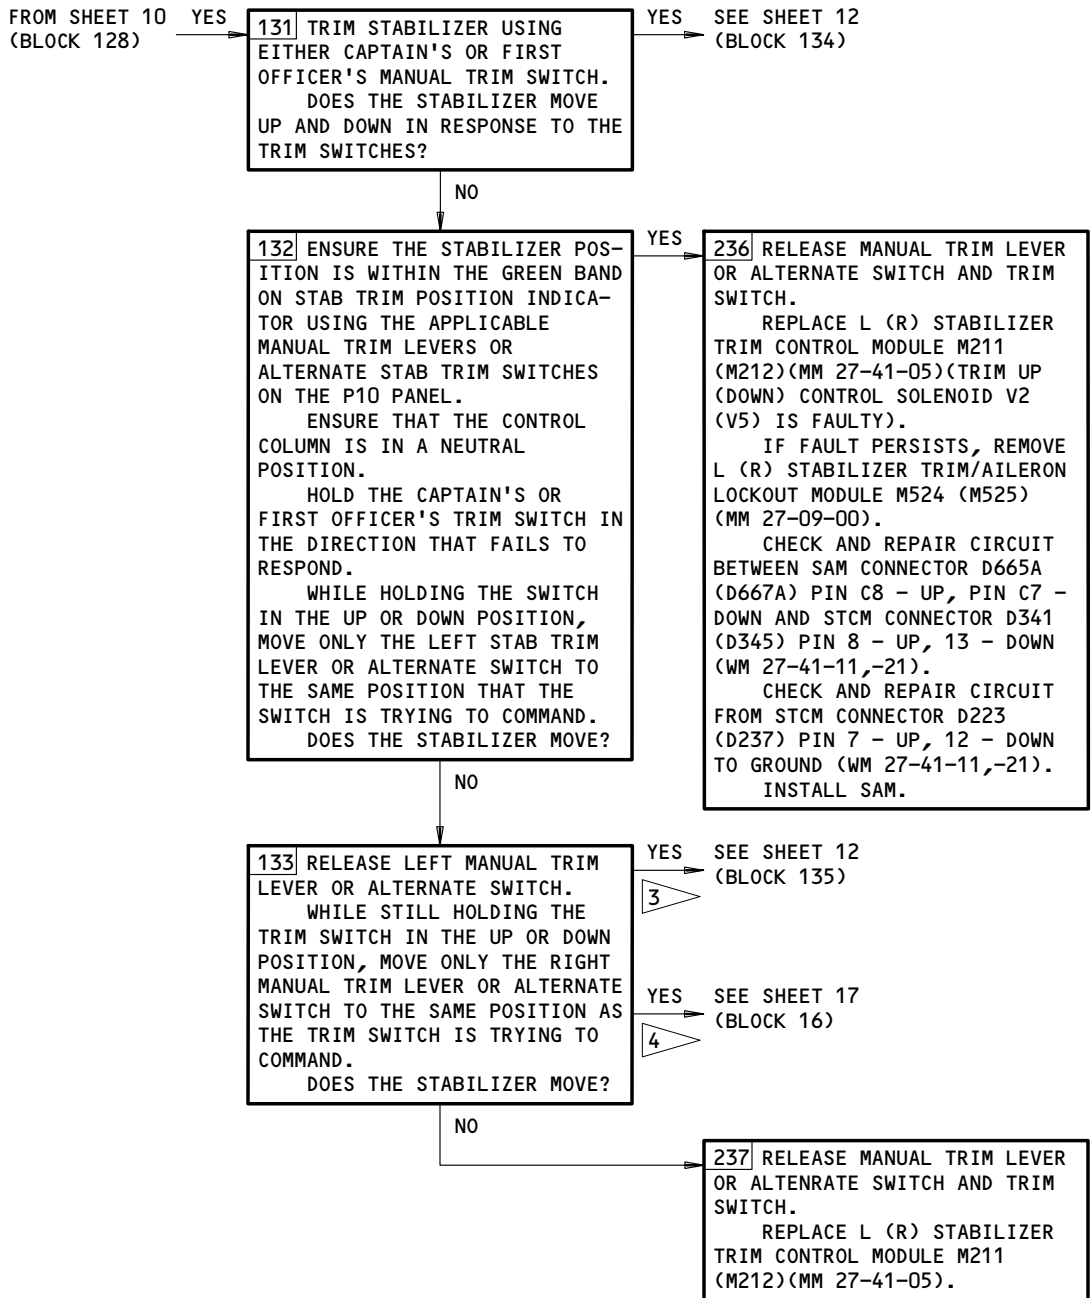 FROM SHEET 10
(BLOCK 128)
YES
131 TRIM STABILIZER USING
EITHER CAPTAIN'S OR FIRST
OFFICER'S MANUAL TRIM SWITCH.
DOES THE STABILIZER MOVE
UP AND DOWN IN RESPONSE TO THE
TRIM SWITCHES?
YES
SEE SHEET 12
(BLOCK 134)
NO
132 ENSURE THE STABILIZER POS-
ITION IS WITHIN THE GREEN BAND
ON STAB TRIM POSITION INDICA-
TOR USING THE APPLICABLE
MANUAL TRIM LEVERS OR
ALTERNATE STAB TRIM SWITCHES
ON THE P10 PANEL.
ENSURE THAT THE CONTROL
COLUMN IS IN A NEUTRAL
POSITION.
HOLD THE CAPTAIN'S OR
FIRST OFFICER'S TRIM SWITCH IN
THE DIRECTION THAT FAILS TO
RESPOND.
WHILE HOLDING THE SWITCH
IN THE UP OR DOWN POSITION,
MOVE ONLY THE LEFT STAB TRIM
LEVER OR ALTERNATE SWITCH TO
THE SAME POSITION THAT THE
SWITCH IS TRYING TO COMMAND.
DOES THE STABILIZER MOVE?
YES
236 RELEASE MANUAL TRIM LEVER
OR ALTERNATE SWITCH AND TRIM
SWITCH.
REPLACE L (R) STABILIZER
TRIM CONTROL MODULE M211
(M212)(MM 27-41-05)(TRIM UP
(DOWN) CONTROL SOLENOID V2
(V5) IS FAULTY).
IF FAULT PERSISTS, REMOVE
L (R) STABILIZER TRIM/AILERON
LOCKOUT MODULE M524 (M525)
(MM 27-09-00).
CHECK AND REPAIR CIRCUIT
BETWEEN SAM CONNECTOR D665A
(D667A) PIN C8 - UP, PIN C7 -
DOWN AND STCM CONNECTOR D341
(D345) PIN 8 - UP, 13 - DOWN
(WM 27-41-11,-21).
CHECK AND REPAIR CIRCUIT
FROM STCM CONNECTOR D223
(D237) PIN 7 - UP, 12 - DOWN
TO GROUND (WM 27-41-11,-21).
INSTALL SAM.
NO
133 RELEASE LEFT MANUAL TRIM
LEVER OR ALTERNATE SWITCH.
WHILE STILL HOLDING THE
TRIM SWITCH IN THE UP OR DOWN
POSITION, MOVE ONLY THE RIGHT
MANUAL TRIM LEVER OR ALTERNATE
SWITCH TO THE SAME POSITION AS
THE TRIM SWITCH IS TRYING TO
COMMAND.
DOES THE STABILIZER MOVE?
YES
3
SEE SHEET 12
(BLOCK 135)
YES
4
SEE SHEET 17
(BLOCK 16)
NO
237 RELEASE MANUAL TRIM LEVER
OR ALTENRATE SWITCH AND TRIM
SWITCH.
REPLACE L (R) STABILIZER
TRIM CONTROL MODULE M211
(M212)(MM 27-41-05).